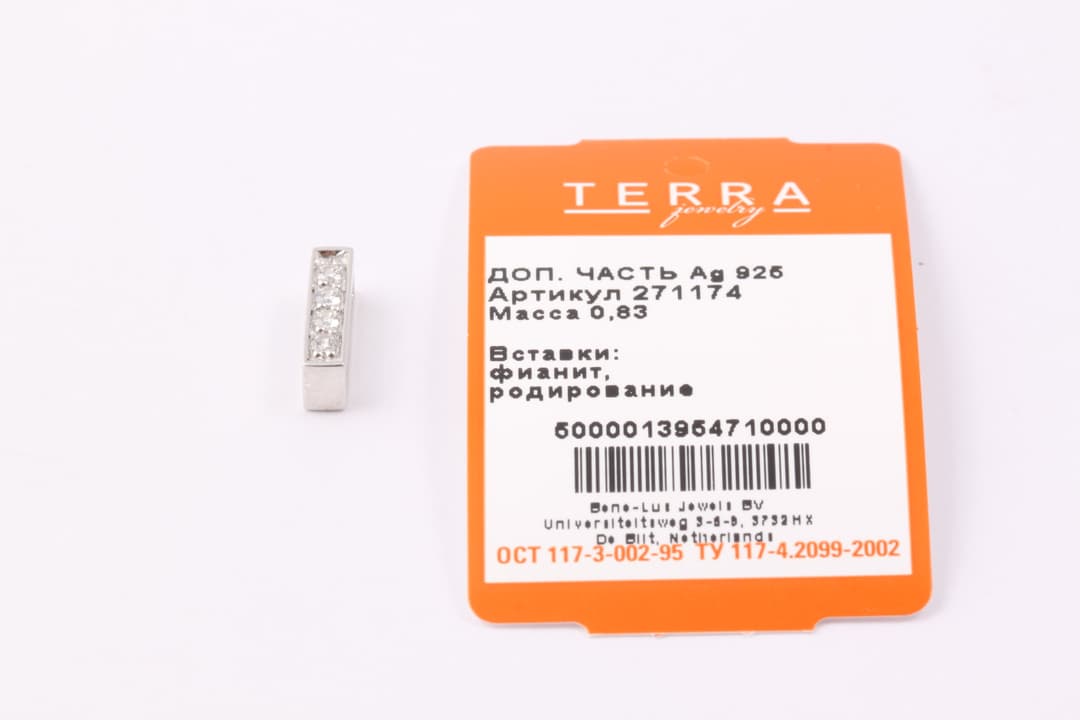 TERRA
jewelry
ДОП. ЧАСТЬ Ag 925
Артикул 271174
Масса 0,83
Вставки:
фианит,
родирование
5000013954710000
Bene-Lux Jewels BV
Universiteitsweg 3-5-9, 3732HX
De Bilt, Netherlands
ОСТ 117-3-002-95 ТУ 117-4.2099-2002